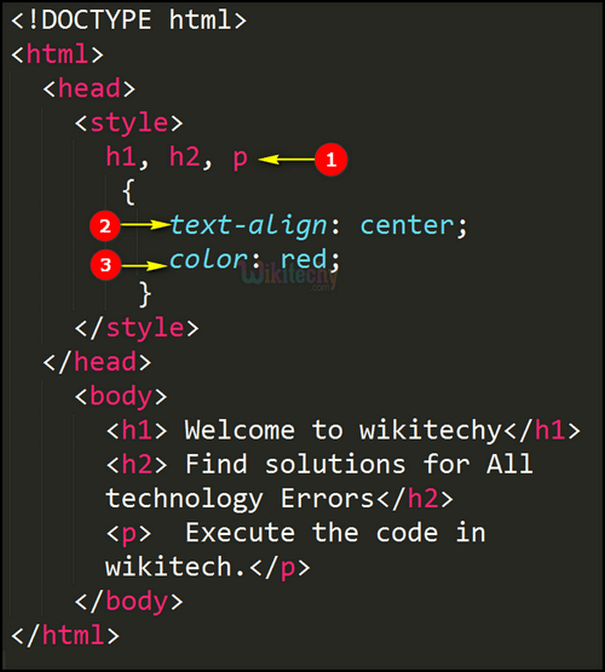 <!DOCTYPE html>
<html>
<head>
<style>
h1, h2, p 1
{
2 text-align: center;
3 color: red;
Wikitechy
.com
}
</style>
</head>
<body>
<h1> Welcome to wikitechy</h1>
<h2> Find solutions for All
technology Errors</h2>
<p>  Execute the code in
wikitech.</p>
</body>
</html>